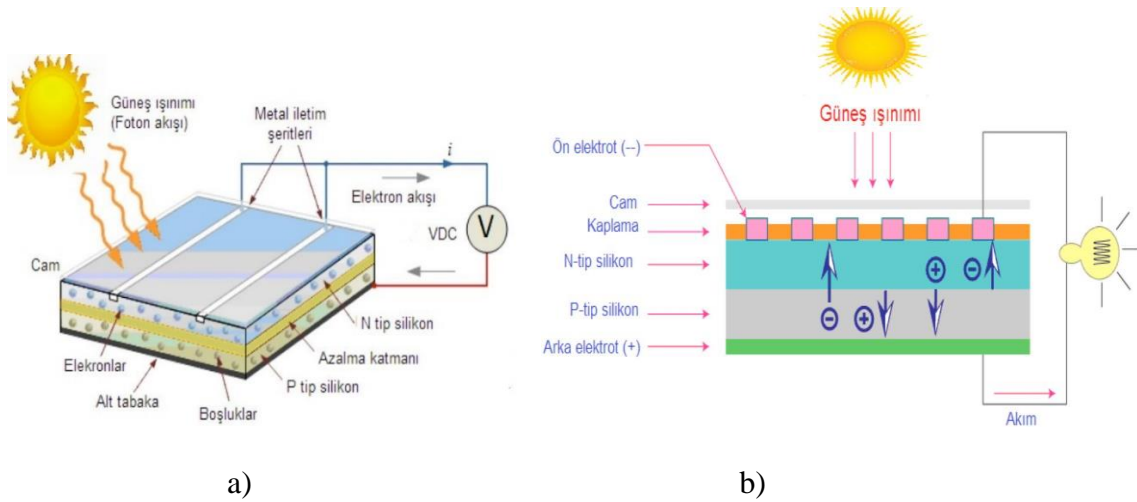 Güneş ışınımı
(Foton akışı)
Metal iletim
şeritleri
i
Elektron akışı
VDC
V
Cam
N tip silikon
Azalma katmanı
Elekronlar
P tip silikon
Alt tabaka
Boşluklar
a)
Güneş ışınımı
Ön elektrot (--)
Cam
Kaplama
N-tip silikon
P-tip silikon
Arka elektrot (+)
Akım
b)